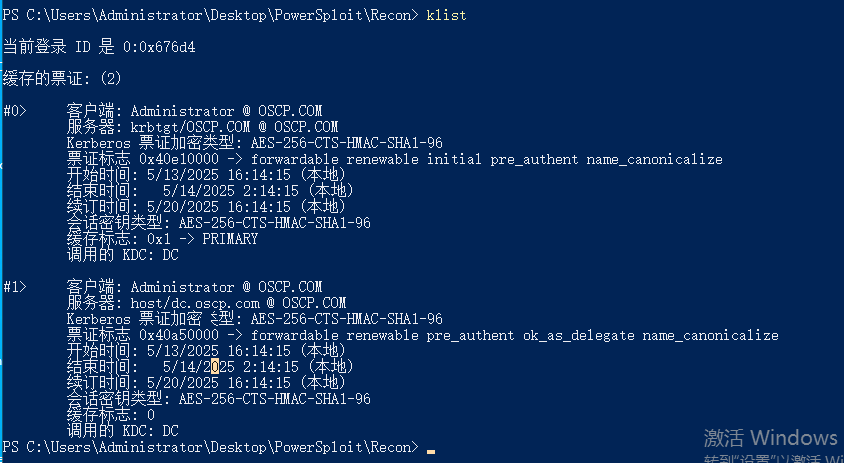 PS C:\Users\Administrator\Desktop\PowerSploit\Recon> klist
当前登录 ID 是 0:0x676d4
缓存的票证: (2)
#0> 客户端: Administrator @ OSCP.COM
服务器: krbtgt/OSCP.COM @ OSCP.COM
Kerberos 票证加密类型: AES-256-CTS-HMAC-SHA1-96
票证标志 0x40e10000 -> forwardable renewable initial pre_authent name_canonicalize
开始时间: 5/13/2025 16:14:15 (本地)
结束时间: 5/14/2025 2:14:15 (本地)
续订时间: 5/20/2025 16:14:15 (本地)
会话密钥类型: AES-256-CTS-HMAC-SHA1-96
缓存标志: 0x1 -> PRIMARY
调用的 KDC: DC
#1> 客户端: Administrator @ OSCP.COM
服务器: host/dc.oscp.com @ OSCP.COM
Kerberos 票证加密类型: AES-256-CTS-HMAC-SHA1-96
票证标志 0x40a50000 -> forwardable renewable pre_authent ok_as_delegate name_canonicalize
开始时间: 5/13/2025 16:14:15 (本地)
结束时间: 5/14/2025 2:14:15 (本地)
续订时间: 5/20/2025 16:14:15 (本地)
会话密钥类型: AES-256-CTS-HMAC-SHA1-96
缓存标志: 0
调用的 KDC: DC
PS C:\Users\Administrator\Desktop\PowerSploit\Recon>
激活 Windows
转到"设置"以激活 Wi